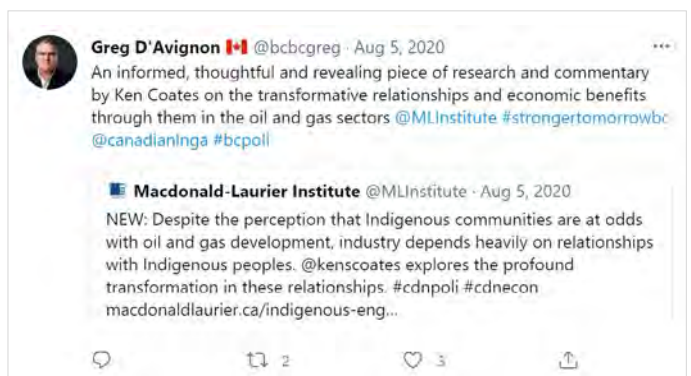 Greg D'Avignon 🇨🇦 @bcbcgreg · Aug 5, 2020
An informed, thoughtful and revealing piece of research and commentary
by Ken Coates on the transformative relationships and economic benefits
through them in the oil and gas sectors @MLInstitute #strongertomorrowbc
@canadianlnga #bcpoli
Macdonald-Laurier Institute @MLInstitute · Aug 5, 2020
NEW: Despite the perception that Indigenous communities are at odds
with oil and gas development, industry depends heavily on relationships
with Indigenous peoples. @kenscoates explores the profound
transformation in these relationships. #cdnpoli #cdnecon
macdonaldlaurier.ca/indigenous-eng...
2
3